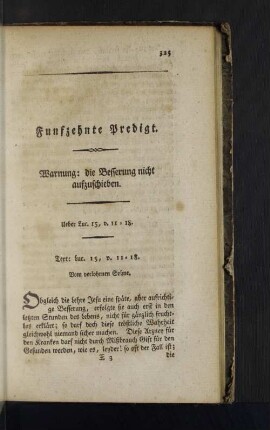 325
Funfzehnte Predigt.
Warnung: die Besserung nicht
aufzuschieben.
Ueber Luc. 15, v. 11-18.
Text: Luc. 15, v. 11-18.
Vom verlohrnen Sohne.
Obgleich die Lehre Jesu eine späte, aber aufrichti-
ge Besserung, erfolgte sie auch erst in den
letzten Stunden des Lebens, nicht für gänzlich frucht-
los erklärt; so darf doch diese tröstliche Wahrheit
gleichwohl niemand sicher machen. Diese Arznei für
den Kranken darf nicht durch Mißbrauch Gift für den
Gesunden werden, wie es, leider! so oft der Fall ist;
X 3 die